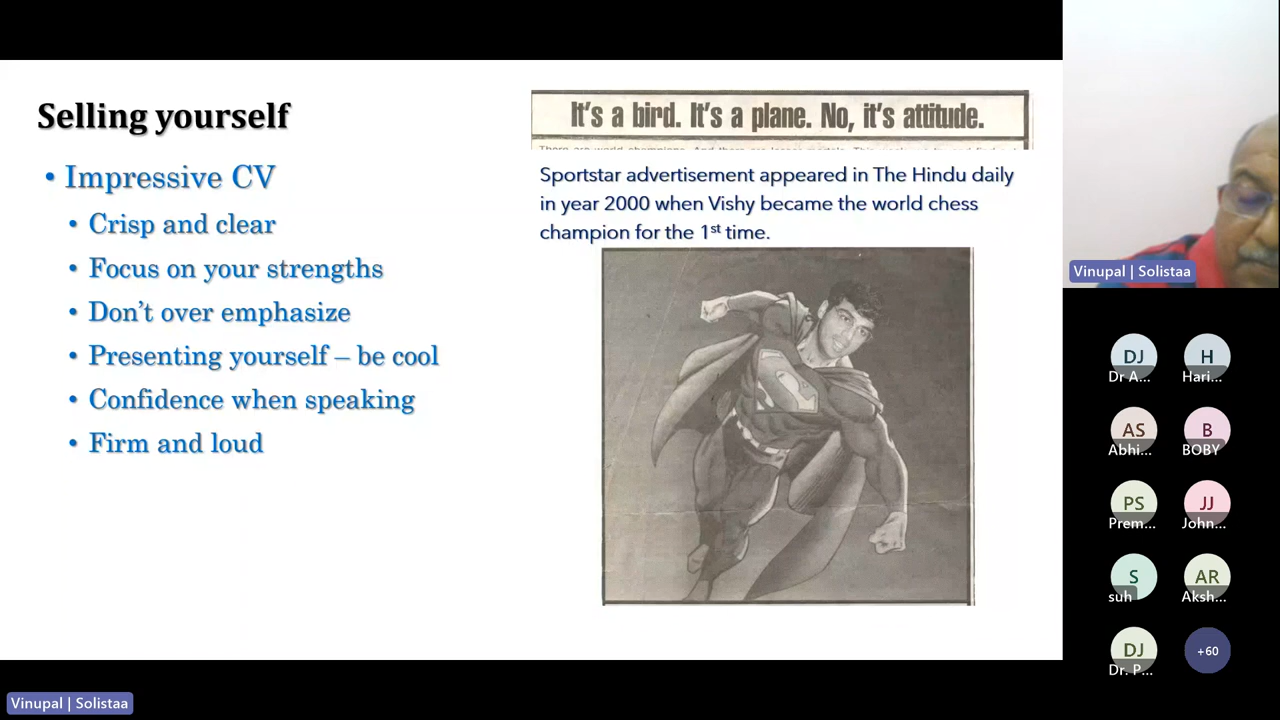 Selling yourself
• Impressive CV
• Crisp and clear
• Focus on your strengths
• Don't over emphasize
• Presenting yourself – be cool
• Confidence when speaking
• Firm and loud
It's a bird. It's a plane. No, it's attitude.
Sportstar advertisement appeared in The Hindu daily
in year 2000 when Vishy became the world chess
champion for the 1st time.
Vinupal | Solistaa
DJ
Dr A...
H
Hari...
AS
Abhi...
B
BOBY
PS
Prem...
JJ
John...
S
suh
AR
Aksh...
DJ
Dr. P...
+60
Vinupal | Solistaa